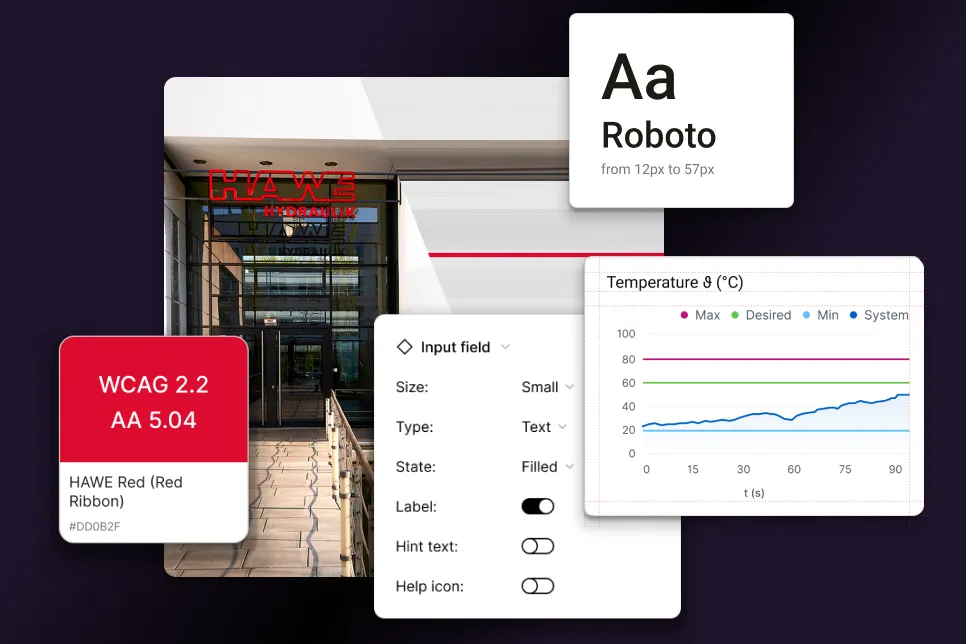 Aa
Roboto
from 12px to 57px
HAWE
HYDRAULIK
WCAG 2.2
AA 5.04
HAWE Red (Red
Ribbon)
#DD0B2F
Input field
Size: Small
Type: Text
State: Filled
Label:
Hint text:
Help icon:
Temperature ϑ (°C)
Max Desired Min System
100
80
60
40
20
0
0 15 30 60 75 90
t (s)